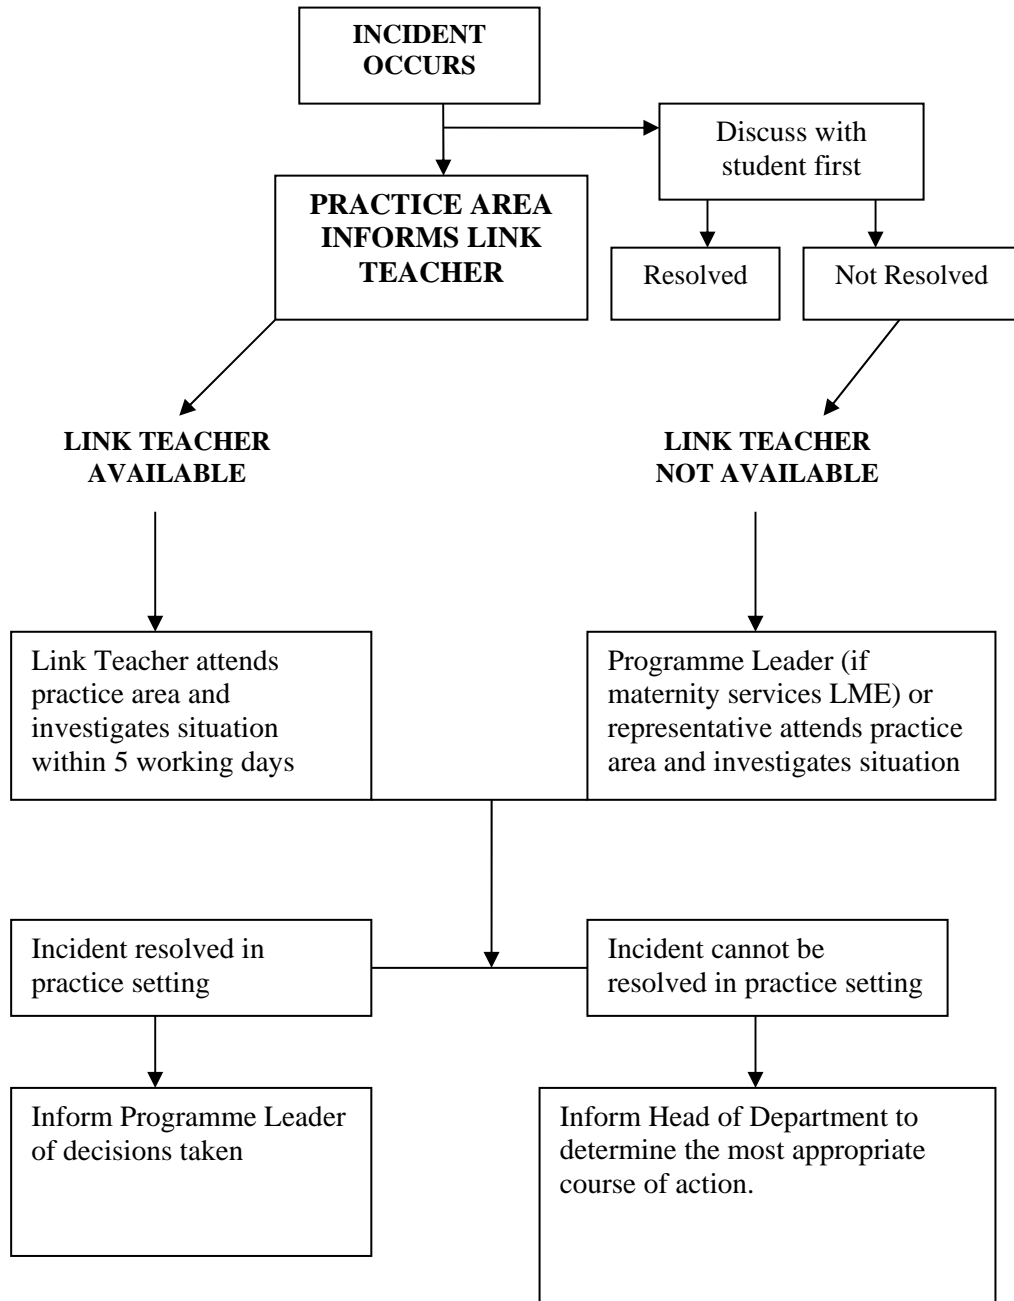 INCIDENT
OCCURS
Discuss with
student first
PRACTICE AREA
INFORMS LINK
TEACHER
Resolved
Not Resolved
LINK TEACHER
AVAILABLE
LINK TEACHER
NOT AVAILABLE
Link Teacher attends
practice area and
investigates situation
within 5 working days
Programme Leader (if
maternity services LME) or
representative attends practice
area and investigates situation
Incident resolved in
practice setting
Incident cannot be
resolved in practice setting
Inform Programme Leader
of decisions taken
Inform Head of Department to
determine the most appropriate
course of action.